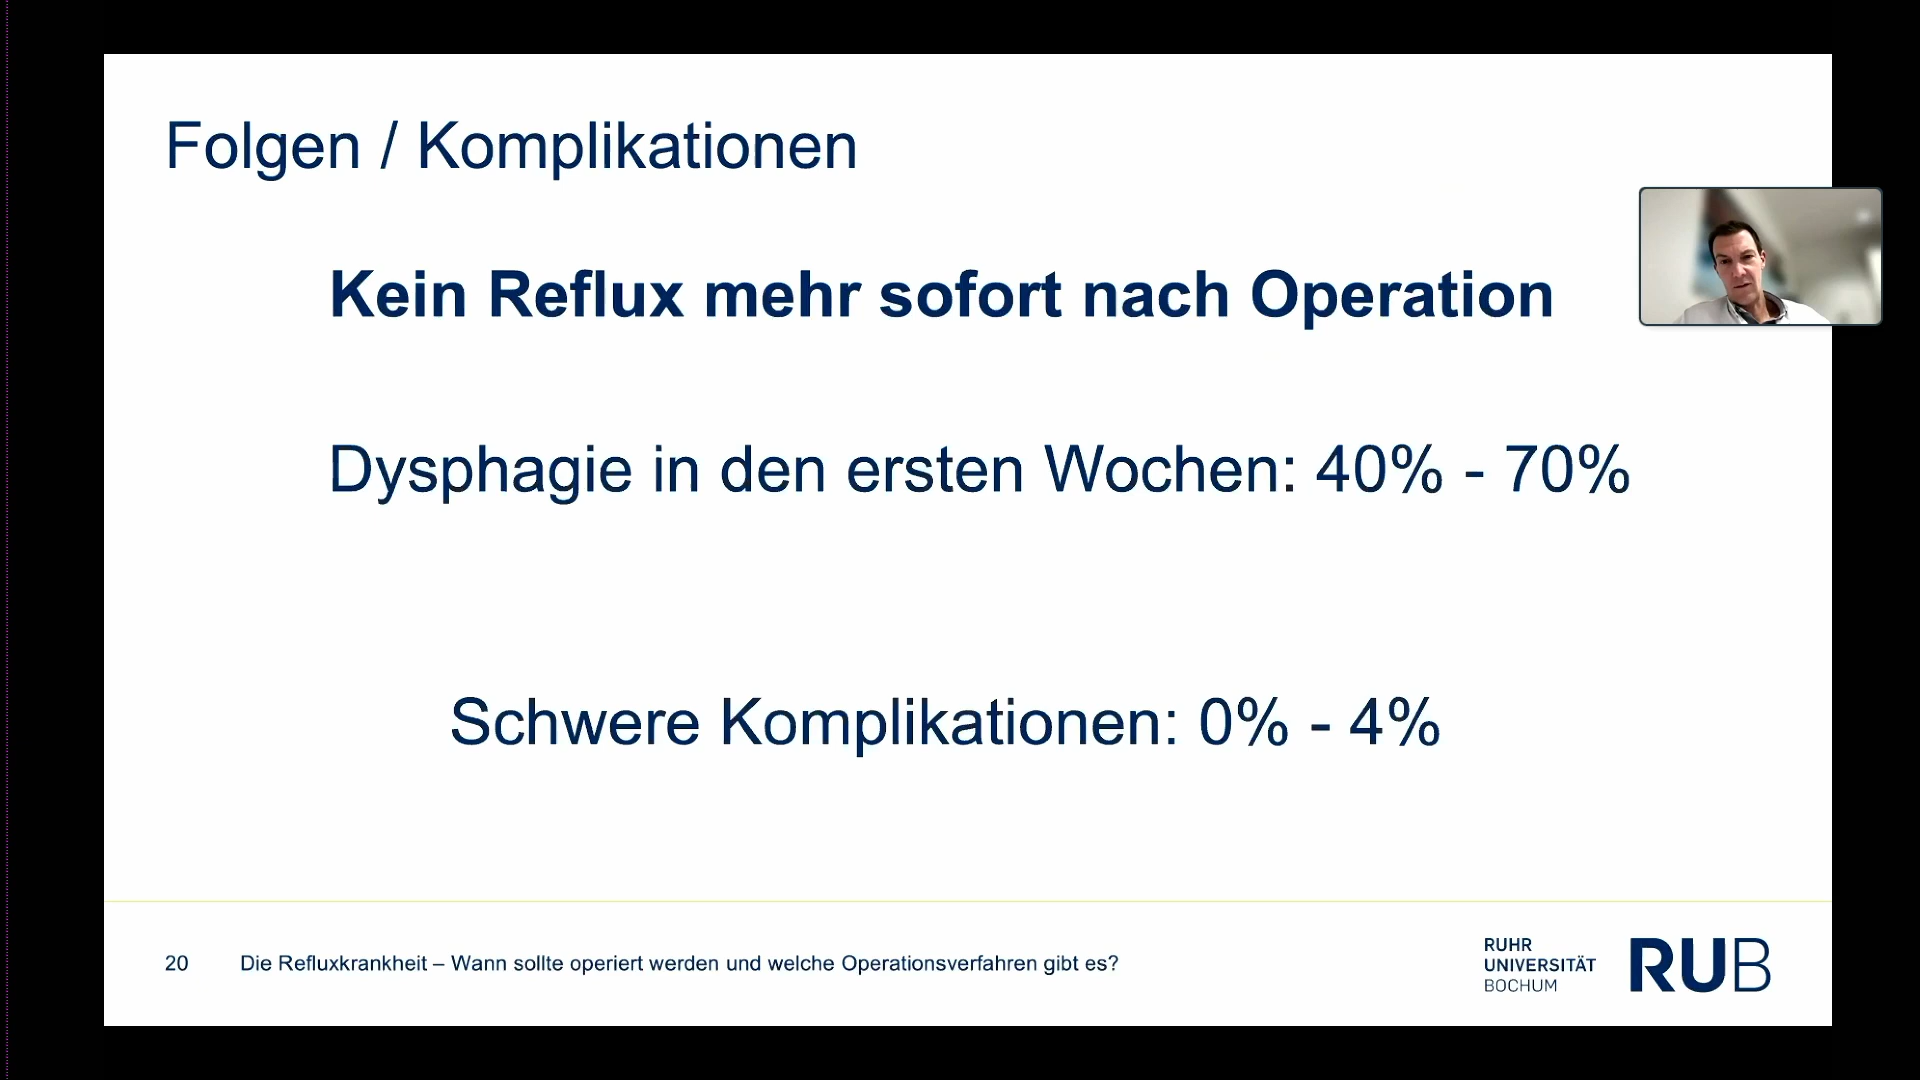 Folgen / Komplikationen
Kein Reflux mehr sofort nach Operation
Dysphagie in den ersten Wochen: 40% - 70%
Schwere Komplikationen: 0% - 4%
20 Die Refluxkrankheit – Wann sollte operiert werden und welche Operationsverfahren gibt es?
RUHR
UNIVERSITÄT
BOCHUM
RUB